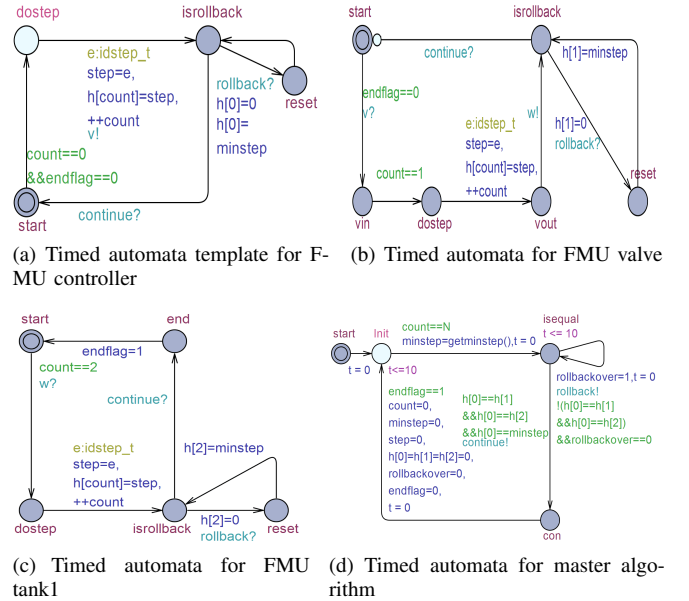 dostep
isrollback
e:idstep_t
step=e,
h[count]=step,
++count
v!
rollback?
h[0]=0
h[0]=
minstep
reset
count==0
&&endflag==0
continue?
start
(a) Timed automata template for F-
MU controller
start
isrollback
continue?
h[1]=minstep
endflag==0
v?
e:idstep_t
step=e,
h[count]=step,
++count
w!
h[1]=0
rollback?
count==1
reset
vin
dostep
vout
(b) Timed automata for FMU valve
start
end
endflag=1
count==2
w?
continue?
e:idstep_t
step=e,
h[count]=step,
++count
h[2]=minstep
dostep
isrollback
h[2]=0
rollback?
reset
(c) Timed automata for FMU
tank1
start
Init
count==N
minstep=getminstep(),t = 0
isequal
t <= 10
t = 0
t<=10
endflag==1
count=0,
minstep=0,
step=0,
h[0]=h[1]=h[2]=0,
rollbackover=0,
endflag=0,
t = 0
h[0]==h[1]
&&h[0]==h[2]
&&h[0]==minstep
continue!
rollbackover=1,t = 0
rollback!
!(h[0]==h[1]
&&h[0]==h[2])
&&rollbackover==0
con
(d) Timed automata for master algo-
rithm